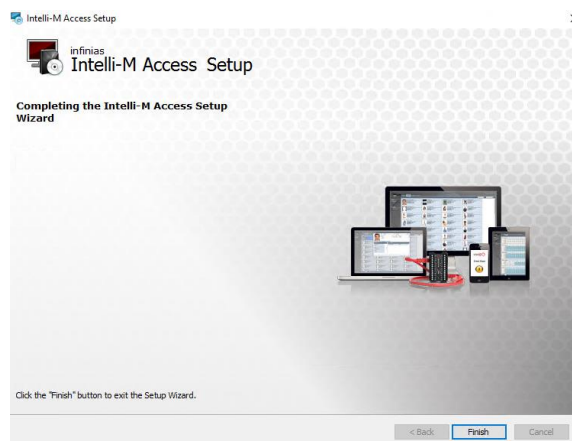 Intelli-M Access Setup
infinias
Intelli-M Access Setup
Completing the Intelli-M Access Setup
Wizard
Click the "Finish" button to exit the Setup Wizard.
< Back Finish Cancel